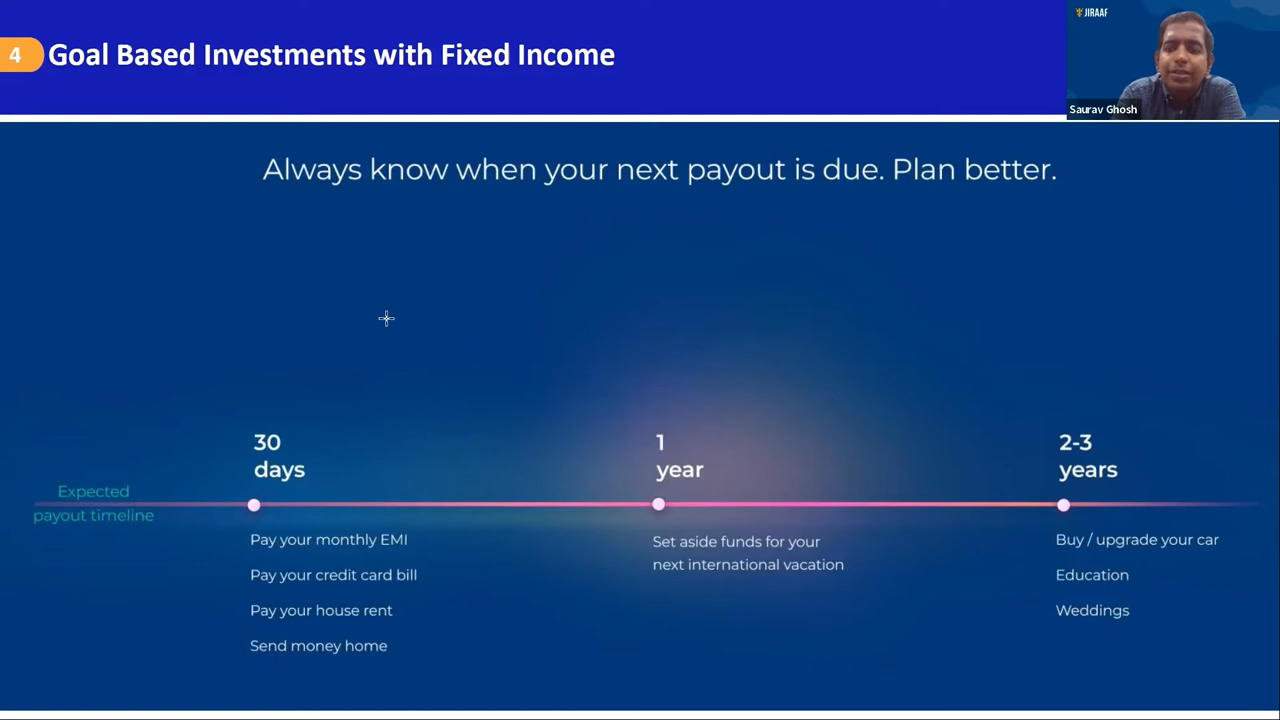 4 Goal Based Investments with Fixed Income
JIRAAF
Saurav Ghosh
Always know when your next payout is due. Plan better.
Expected
payout timeline
30
days
Pay your monthly EMI
Pay your credit card bill
Pay your house rent
Send money home
1
year
Set aside funds for your
next international vacation
2-3
years
Buy / upgrade your car
Education
Weddings